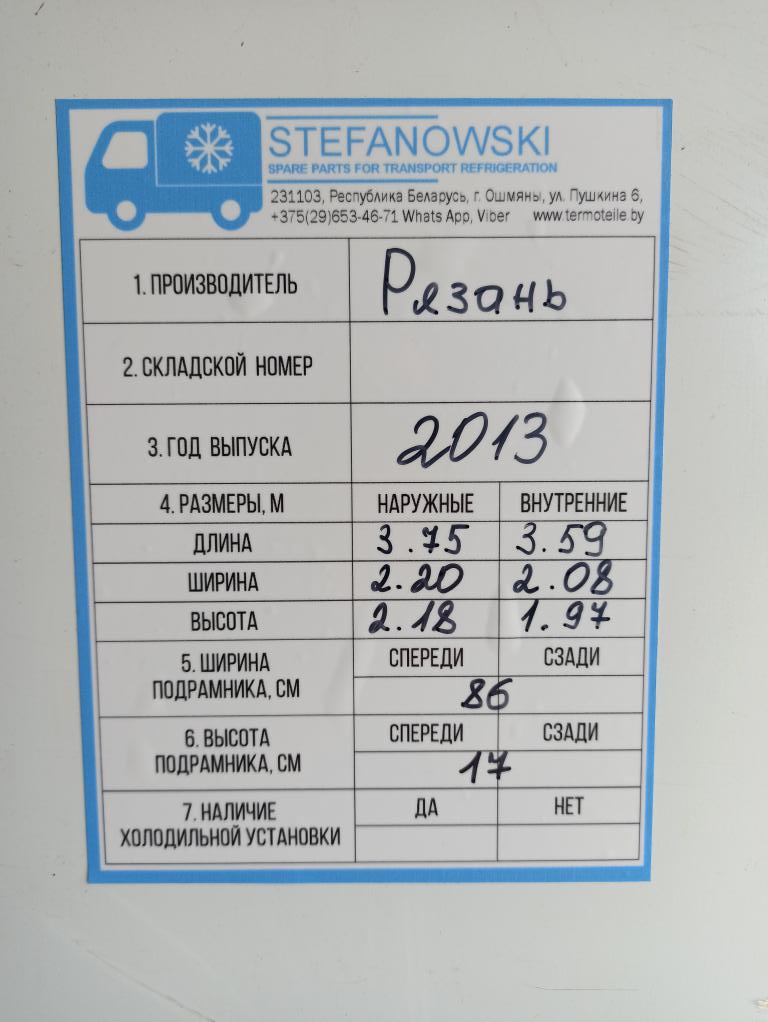 STEFANOWSKI
SPARE PARTS FOR TRANSPORT REFRIGERATION
231103, Республика Беларусь, г. Ошмяны, ул. Пушкина 6,
+375(29)653-46-71 Whats App, Viber www.termoteile.by
1. ПРОИЗВОДИТЕЛЬ Рязань
2. СКЛАДСКОЙ НОМЕР
3. ГОД ВЫПУСКА 2013
4. РАЗМЕРЫ, М НАРУЖНЫЕ ВНУТРЕННИЕ
ДЛИНА 3.75 3.59
ШИРИНА 2.20 2.08
ВЫСОТА 2.18 1.97
5. ШИРИНА СПЕРЕДИ СЗАДИ
ПОДРАМНИКА, СМ 86
6. ВЫСОТА СПЕРЕДИ СЗАДИ
ПОДРАМНИКА, СМ 17
7. НАЛИЧИЕ ДА НЕТ
ХОЛОДИЛЬНОЙ УСТАНОВКИ